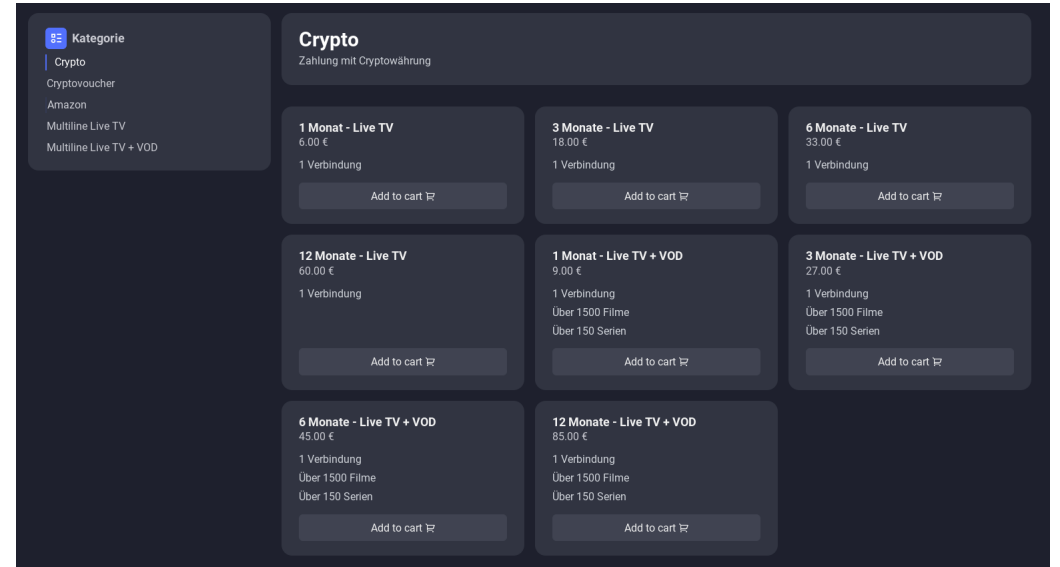 Kategorie
Crypto
Cryptovoucher
Amazon
Multiline Live TV
Multiline Live TV + VOD
Crypto
Zahlung mit Cryptowährung
1 Monat - Live TV
6.00 €
1 Verbindung
Add to cart
3 Monate - Live TV
18.00 €
1 Verbindung
Add to cart
6 Monate - Live TV
33.00 €
1 Verbindung
Add to cart
12 Monate - Live TV
60.00 €
1 Verbindung
Add to cart
1 Monat - Live TV + VOD
9.00 €
1 Verbindung
Über 1500 Filme
Über 150 Serien
Add to cart
3 Monate - Live TV + VOD
27.00 €
1 Verbindung
Über 1500 Filme
Über 150 Serien
Add to cart
6 Monate - Live TV + VOD
45.00 €
1 Verbindung
Über 1500 Filme
Über 150 Serien
Add to cart
12 Monate - Live TV + VOD
85.00 €
1 Verbindung
Über 1500 Filme
Über 150 Serien
Add to cart